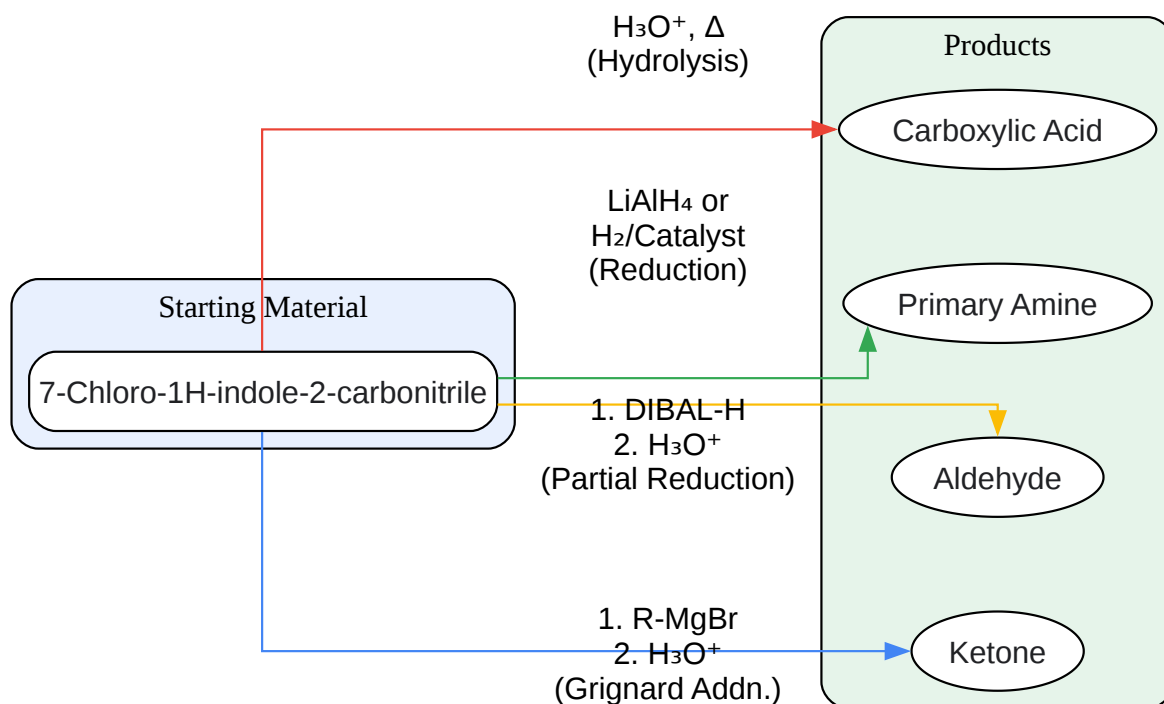 H₃O⁺, Δ
(Hydrolysis)
Products
Carboxylic Acid
LiAlH₄ or
H₂/Catalyst
(Reduction)
Primary Amine
Starting Material
7-Chloro-1H-indole-2-carbonitrile
1. DIBAL-H
2. H₃O⁺
(Partial Reduction)
Aldehyde
1. R-MgBr
2. H₃O⁺
(Grignard Addn.)
Ketone